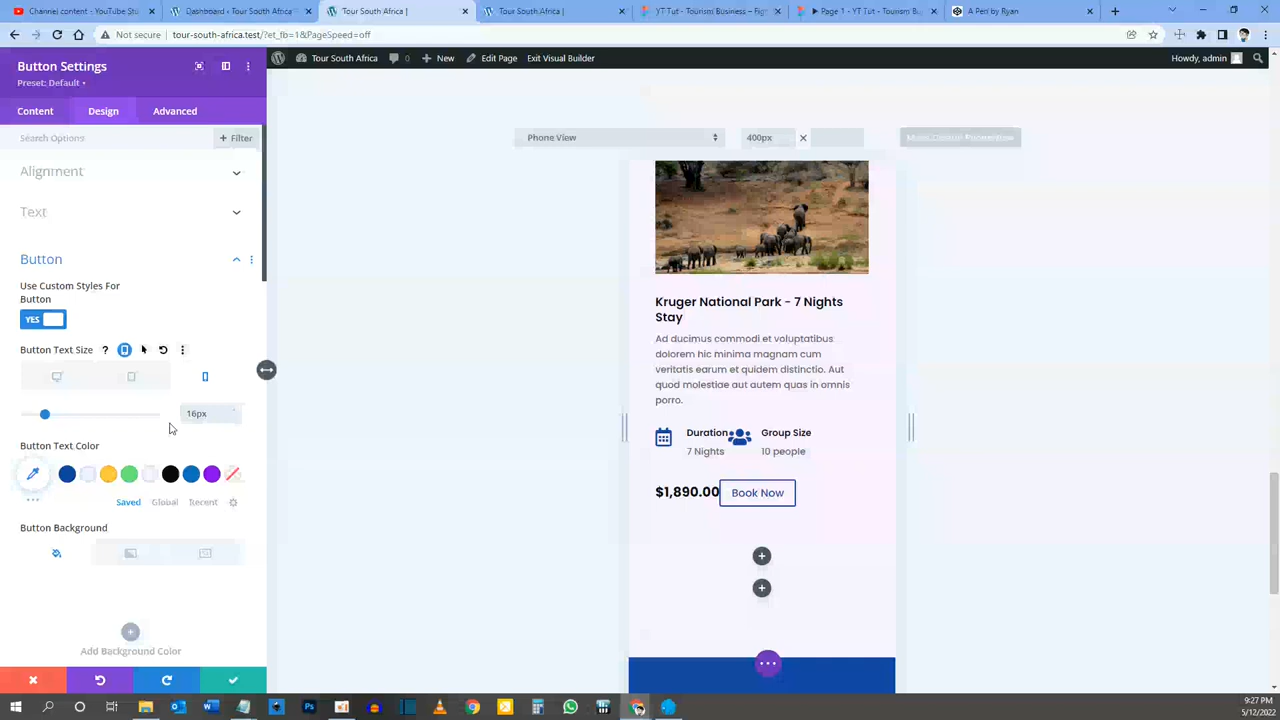 Channel content - YouTube Stu
Dashboard ‹ Tour South Africa
Tour South Africa |
Tour South Africa |
YT Tut - Tourism Business – Fig
Page 1 - YT Tut - Tourism Bu
A Pen by Ryan
Not secure
tour-south-africa.test/?et_fb=1&PageSpeed=off
Tour South Africa
0
New
Edit Page
Exit Visual Builder
Howdy, admin
Button Settings
Preset: Default
Content
Design
Advanced
Search Options
+ Filter
Alignment
Text
Button
Use Custom Styles For
Button
YES
Button Text Size
16px
Button Text Color
Saved
Global
Recent
Button Background
Add Background Color
Phone View
400px
Kruger National Park - 7 Nights
Stay
Ad ducimus commodi et voluptatibus
dolorem hic minima magnam cum
veritatis earum et quidem distinctio. Aut
quod molestiae aut autem quas in omnis
porro.
Duration
Group Size
7 Nights
10 people
$1,890.00
Book Now
9:27 PM
5/12/2022